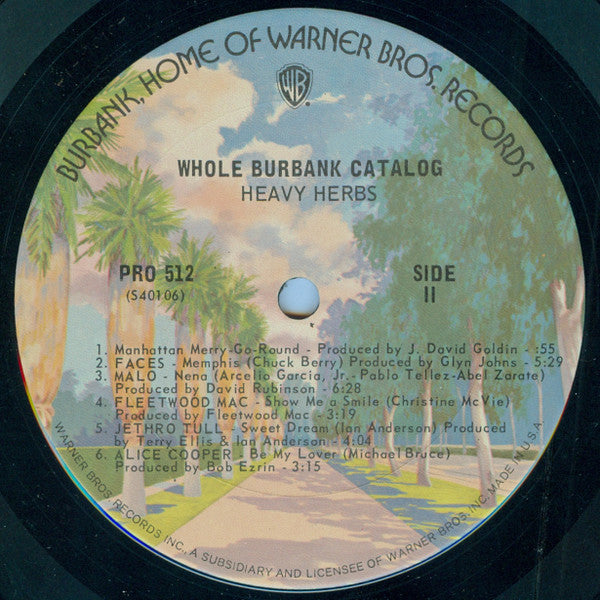 BURBANK, HOME OF WARNER BROS. RECORDS
WB
WHOLE BURBANK CATALOG
HEAVY HERBS
PRO 512
(S40106)
SIDE
II
1. Manhattan Merry-Go-Round - Produced by J. David Goldin - :55
2. FACES - Memphis (Chuck Berry) Produced by Glyn Johns - 5:29
3. MALO - Nena (Arcelio Garcia, Jr. - Pablo Tellez-Abel Zarate)
Produced by David Rubinson - 6:28
4. FLEETWOOD MAC - Show Me a Smile (Christine McVie)
Produced by Fleetwood Mac - 3:19
5. JETHRO TULL - Sweet Dream (Ian Anderson) Produced
by Terry Ellis & Ian Anderson - 4:04
6. ALICE COOPER - Be My Lover (Michael Bruce)
Produced by Bob Ezrin - 3:15
WARNER BROS. RECORDS INC., A SUBSIDIARY AND LICENSEE OF WARNER BROS. INC. MADE IN U.S.A.